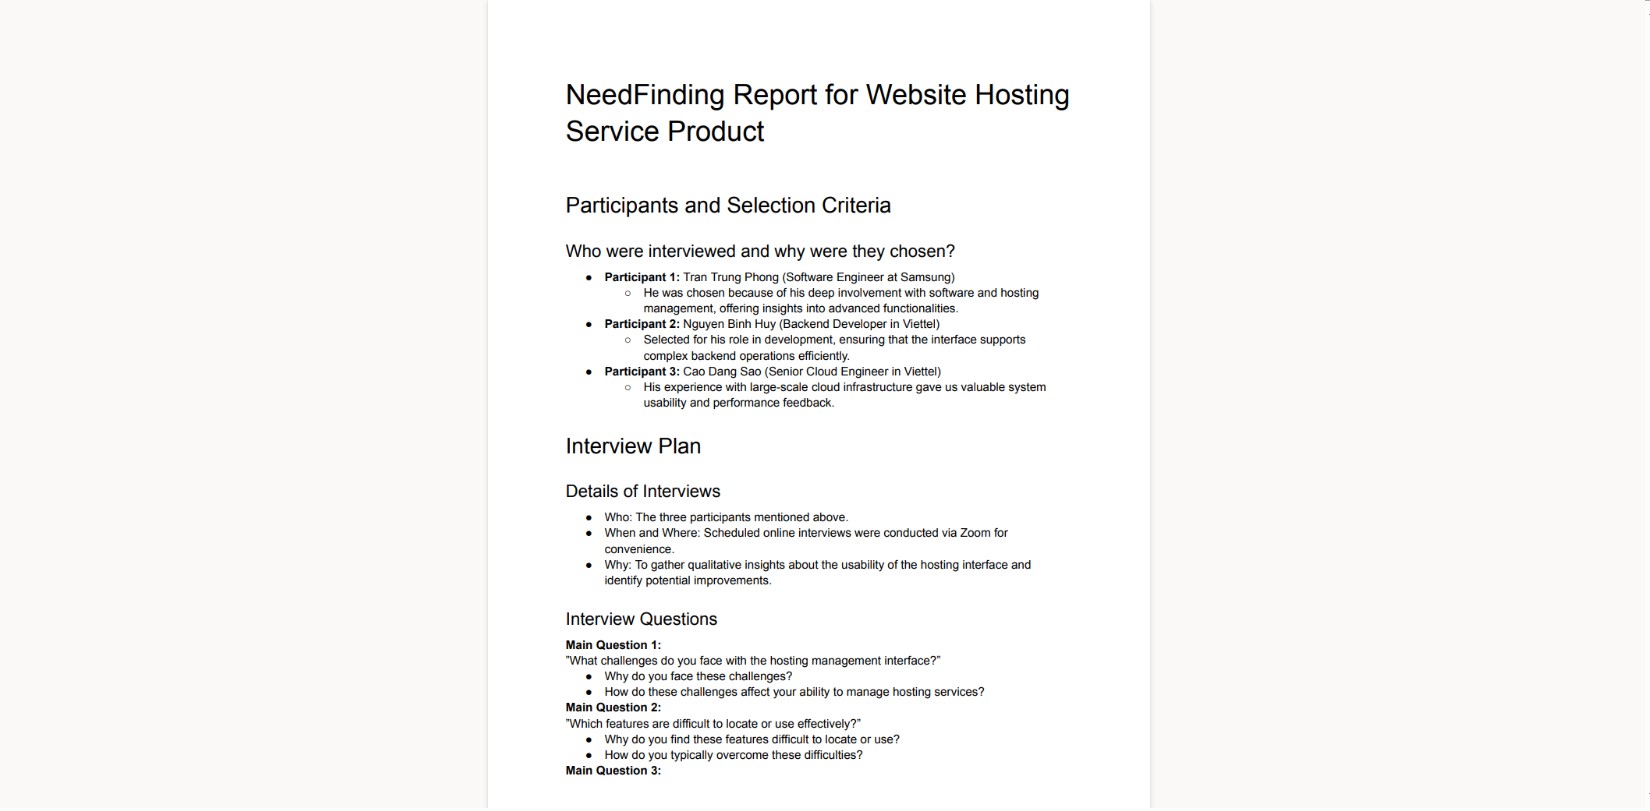 NeedFinding Report for Website Hosting
Service Product
Participants and Selection Criteria
Who were interviewed and why were they chosen?
● Participant 1: Tran Trung Phong (Software Engineer at Samsung)
○ He was chosen because of his deep involvement with software and hosting
management, offering insights into advanced functionalities.
● Participant 2: Nguyen Binh Huy (Backend Developer in Viettel)
○ Selected for his role in development, ensuring that the interface supports
complex backend operations efficiently.
● Participant 3: Cao Dang Sao (Senior Cloud Engineer in Viettel)
○ His experience with large-scale cloud infrastructure gave us valuable system
usability and performance feedback.
Interview Plan
Details of Interviews
● Who: The three participants mentioned above.
● When and Where: Scheduled online interviews were conducted via Zoom for
convenience.
● Why: To gather qualitative insights about the usability of the hosting interface and
identify potential improvements.
Interview Questions
Main Question 1:
"What challenges do you face with the hosting management interface?"
● Why do you face these challenges?
● How do these challenges affect your ability to manage hosting services?
Main Question 2:
"Which features are difficult to locate or use effectively?"
● Why do you find these features difficult to locate or use?
● How do you typically overcome these difficulties?
Main Question 3: